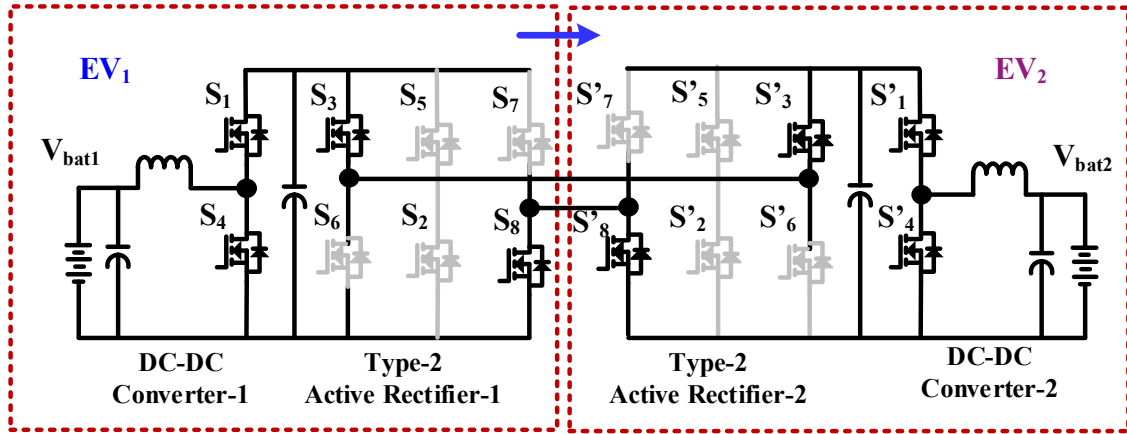 EV1
EV2
S1
S3
S5
S7
S'7
S'5
S'3
S'1
Vbat1
Vbat2
S4
S6
S2
S8
S'8
S'2
S'6
S'4
DC-DC
Converter-1
Type-2
Active Rectifier-1
Type-2
Active Rectifier-2
DC-DC
Converter-2